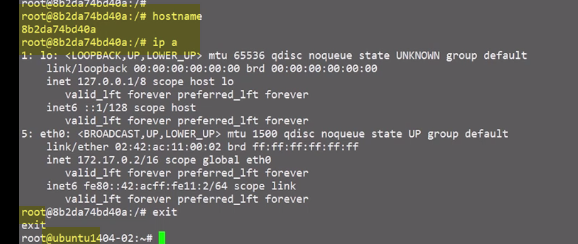 root@8b2da74bd40a:/#
root@8b2da74bd40a:/# hostname
8b2da74bd40a
root@8b2da74bd40a:/# ip a
1: lo: <LOOPBACK,UP,LOWER_UP> mtu 65536 qdisc noqueue state UNKNOWN group default
link/loopback 00:00:00:00:00:00 brd 00:00:00:00:00:00
inet 127.0.0.1/8 scope host lo
valid_lft forever preferred_lft forever
inet6 ::1/128 scope host
valid_lft forever preferred_lft forever
5: eth0: <BROADCAST,UP,LOWER_UP> mtu 1500 qdisc noqueue state UP group default
link/ether 02:42:ac:11:00:02 brd ff:ff:ff:ff:ff:ff
inet 172.17.0.2/16 scope global eth0
valid_lft forever preferred_lft forever
inet6 fe80::42:acff:fe11:2/64 scope link
valid_lft forever preferred_lft forever
root@8b2da74bd40a:/# exit
exit
root@ubuntu1404-02:~#